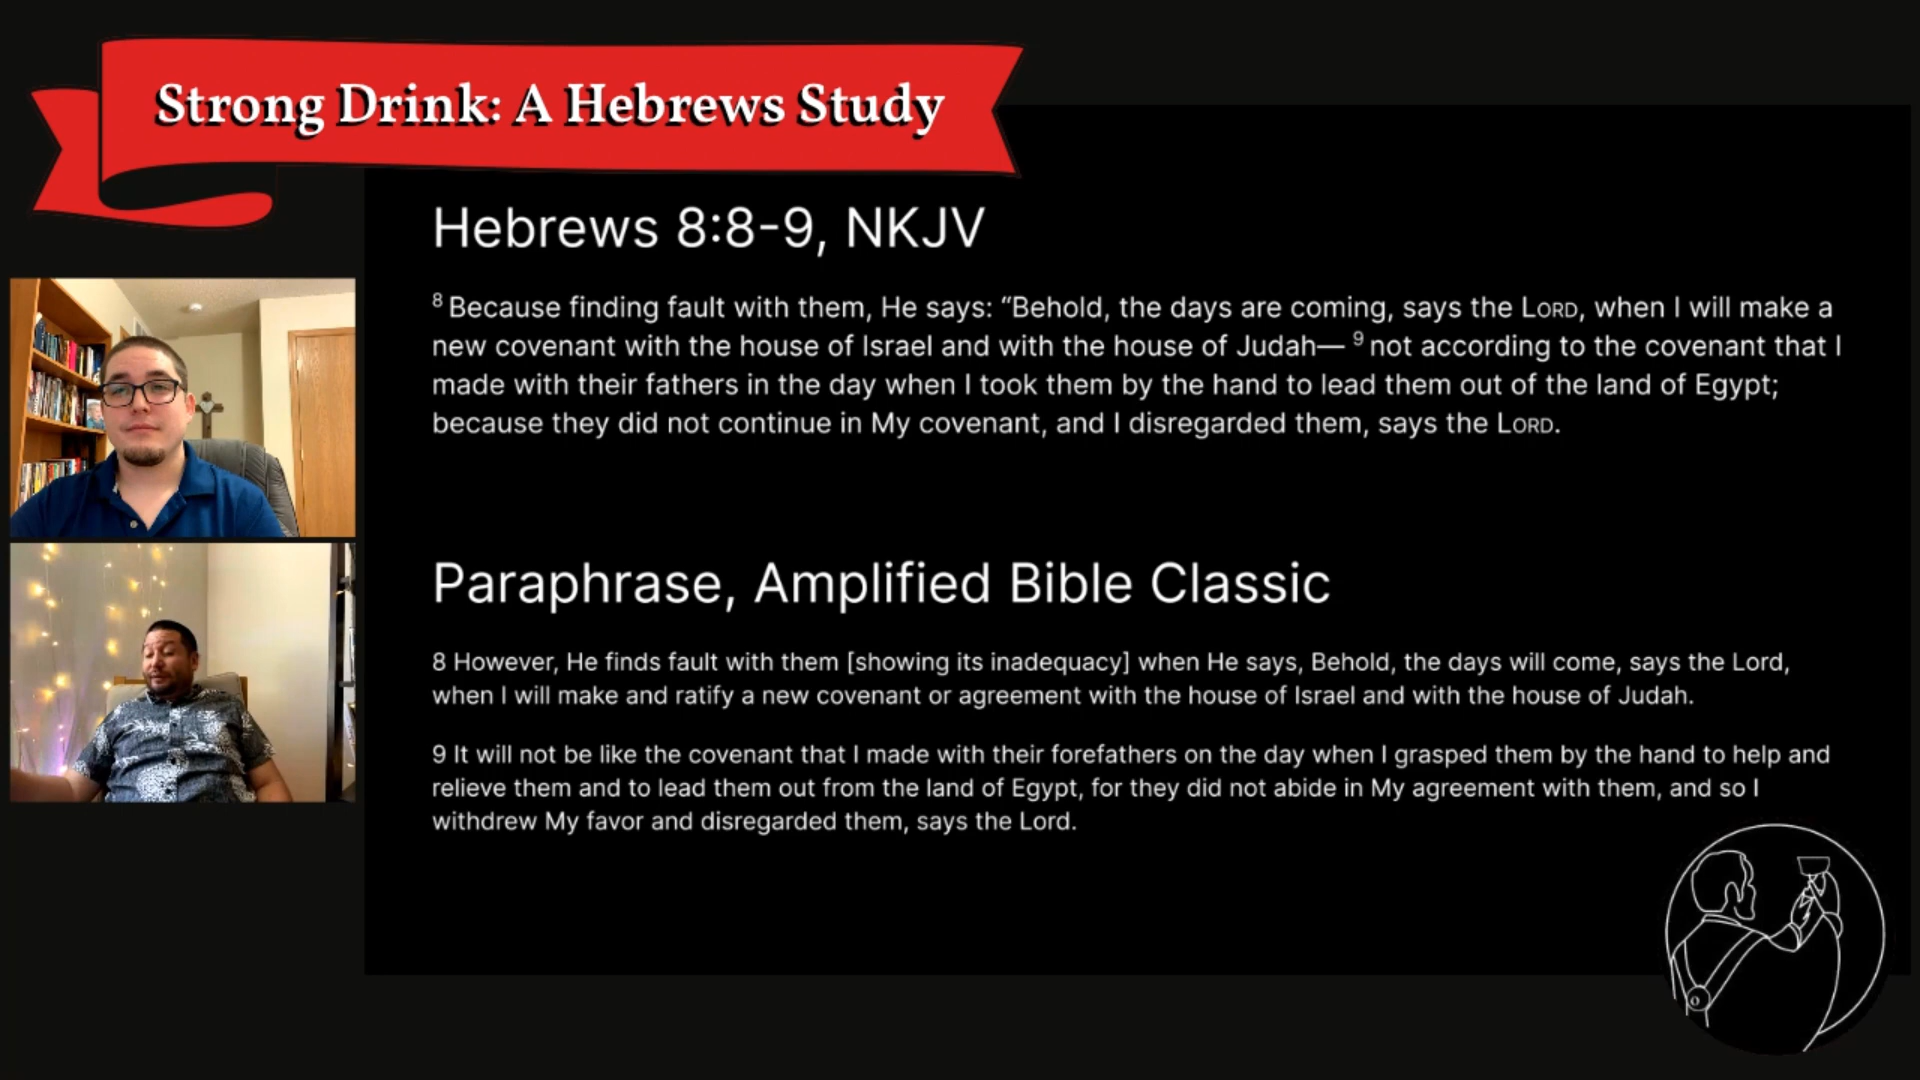 Strong Drink: A Hebrews Study
Hebrews 8:8-9, NKJV
8 Because finding fault with them, He says: “Behold, the days are coming, says the LORD, when I will make a
new covenant with the house of Israel and with the house of Judah— 9 not according to the covenant that I
made with their fathers in the day when I took them by the hand to lead them out of the land of Egypt;
because they did not continue in My covenant, and I disregarded them, says the LORD.
Paraphrase, Amplified Bible Classic
8 However, He finds fault with them [showing its inadequacy] when He says, Behold, the days will come, says the Lord,
when I will make and ratify a new covenant or agreement with the house of Israel and with the house of Judah.
9 It will not be like the covenant that I made with their forefathers on the day when I grasped them by the hand to help and
relieve them and to lead them out from the land of Egypt, for they did not abide in My agreement with them, and so I
withdrew My favor and disregarded them, says the Lord.